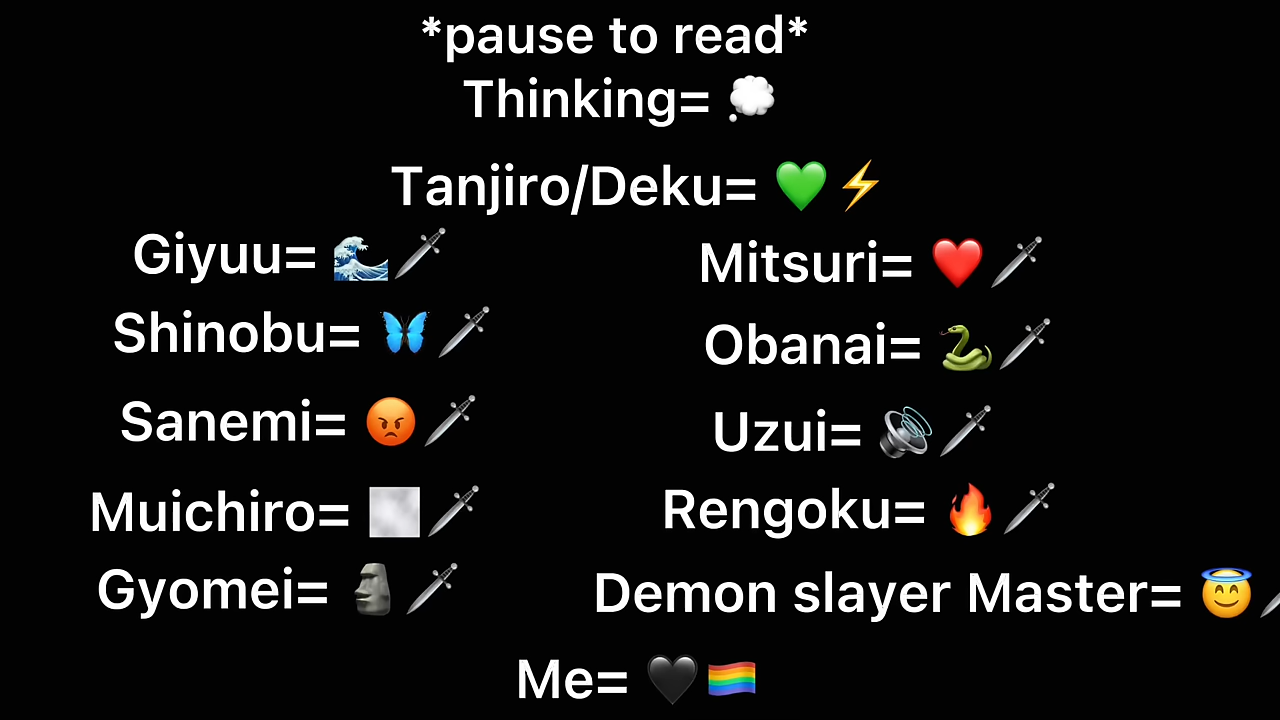 *pause to read*
Thinking= 💭
Tanjiro/Deku= 💚⚡
Giyuu= 🌊🗡️
Mitsuri= ❤️🗡️
Shinobu= 🦋🗡️
Obanai= 🐍🗡️
Sanemi= 😡🗡️
Uzui= 🔊🗡️
Muichiro= 🌫️🗡️
Rengoku= 🔥🗡️
Gyomei= 🗿🗡️
Demon slayer Master= 😇🗡️
Me= 🖤🏳️‍🌈